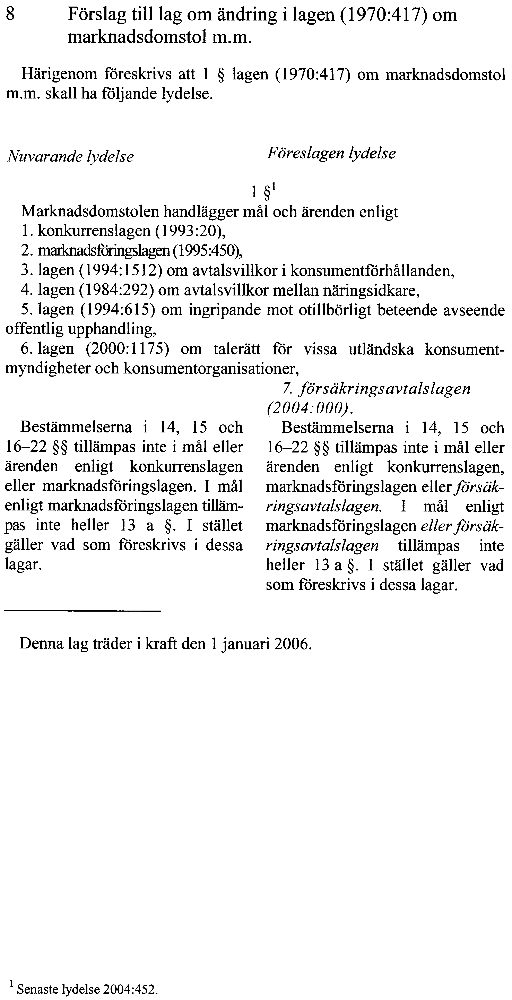 8 Förslag till lag om ändring i lagen (1970:417) om
marknadsdomstol m.m.
Härigenom föreskrivs att 1 § lagen (1970:417) om marknadsdomstol
m.m. skall ha följande lydelse.
Nuvarande lydelse
Föreslagen lydelse
1 §¹
Marknadsdomstolen handlägger mål och ärenden enligt
1. konkurrenslagen (1993:20),
2. marknadsföringslagen (1995:450),
3. lagen (1994:1512) om avtalsvillkor i konsumentförhållanden,
4. lagen (1984:292) om avtalsvillkor mellan näringsidkare,
5. lagen (1994:615) om ingripande mot otillbörligt beteende avseende
offentlig upphandling,
6. lagen (2000:1175) om talerätt för vissa utländska konsument-
myndigheter och konsumentorganisationer,
7. försäkringsavtalslagen
(2004:000).
Bestämmelserna i 14, 15 och
16–22 §§ tillämpas inte i mål eller
ärenden enligt konkurrenslagen
eller marknadsföringslagen. I mål
enligt marknadsföringslagen tilläm-
pas inte heller 13 a §. I stället
gäller vad som föreskrivs i dessa
lagar.
Bestämmelserna i 14, 15 och
16–22 §§ tillämpas inte i mål eller
ärenden enligt konkurrenslagen,
marknadsföringslagen eller försäk-
ringsavtalslagen. I mål enligt
marknadsföringslagen eller försäk-
ringsavtalslagen tillämpas inte
heller 13 a §. I stället gäller vad
som föreskrivs i dessa lagar.
Denna lag träder i kraft den 1 januari 2006.
¹ Senaste lydelse 2004:452.